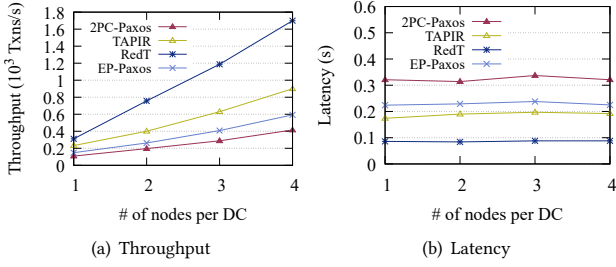 2PC-Paxos
TAPIR
RedT
EP-Paxos
Throughput (10³ Txns/s)
1.8
1.6
1.4
1.2
1
0.8
0.6
0.4
0.2
0
1 2 3 4
# of nodes per DC
(a) Throughput
2PC-Paxos
TAPIR
RedT
EP-Paxos
Latency (s)
0.6
0.5
0.4
0.3
0.2
0.1
0
1 2 3 4
# of nodes per DC
(b) Latency